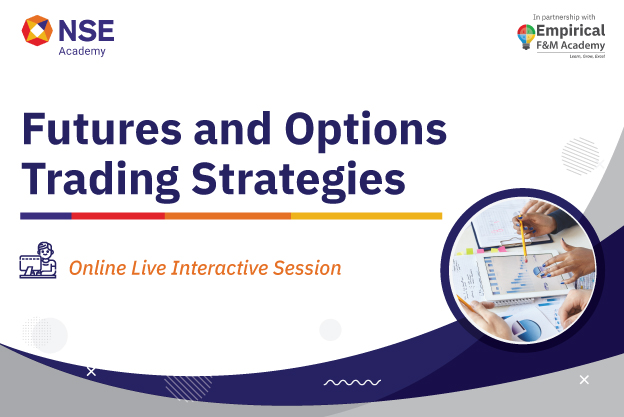 NSE
Academy
In partnership with
Empirical
F&M Academy
Learn, Grow, Excel
Futures and Options
Trading Strategies
Online Live Interactive Session